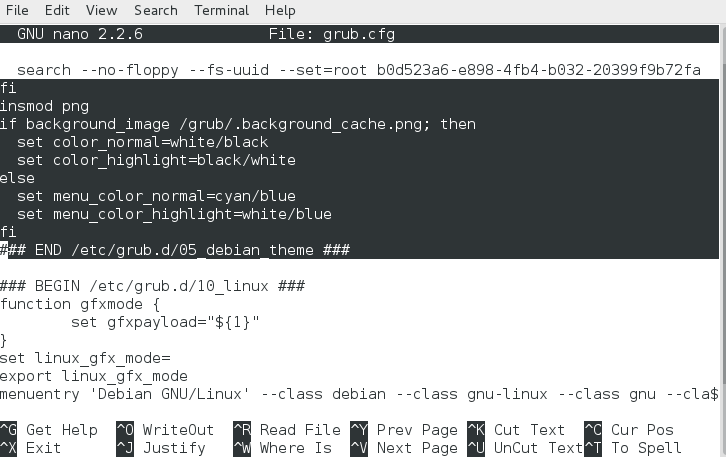 File Edit View Search Terminal Help
GNU nano 2.2.6 File: grub.cfg
search --no-floppy --fs-uuid --set=root b0d523a6-e898-4fb4-b032-20399f9b72fa
fi
insmod png
if background_image /grub/.background_cache.png; then
  set color_normal=white/black
  set color_highlight=black/white
else
  set menu_color_normal=cyan/blue
  set menu_color_highlight=white/blue
fi
### END /etc/grub.d/05_debian_theme ###
### BEGIN /etc/grub.d/10_linux ###
function gfxmode {
        set gfxpayload="${1}"
}
set linux_gfx_mode=
export linux_gfx_mode
menuentry 'Debian GNU/Linux' --class debian --class gnu-linux --class gnu --cla$
^G Get Help ^O WriteOut ^R Read File ^Y Prev Page ^K Cut Text ^C Cur Pos
^X Exit ^J Justify ^W Where Is ^V Next Page ^U UnCut Text ^T To Spell